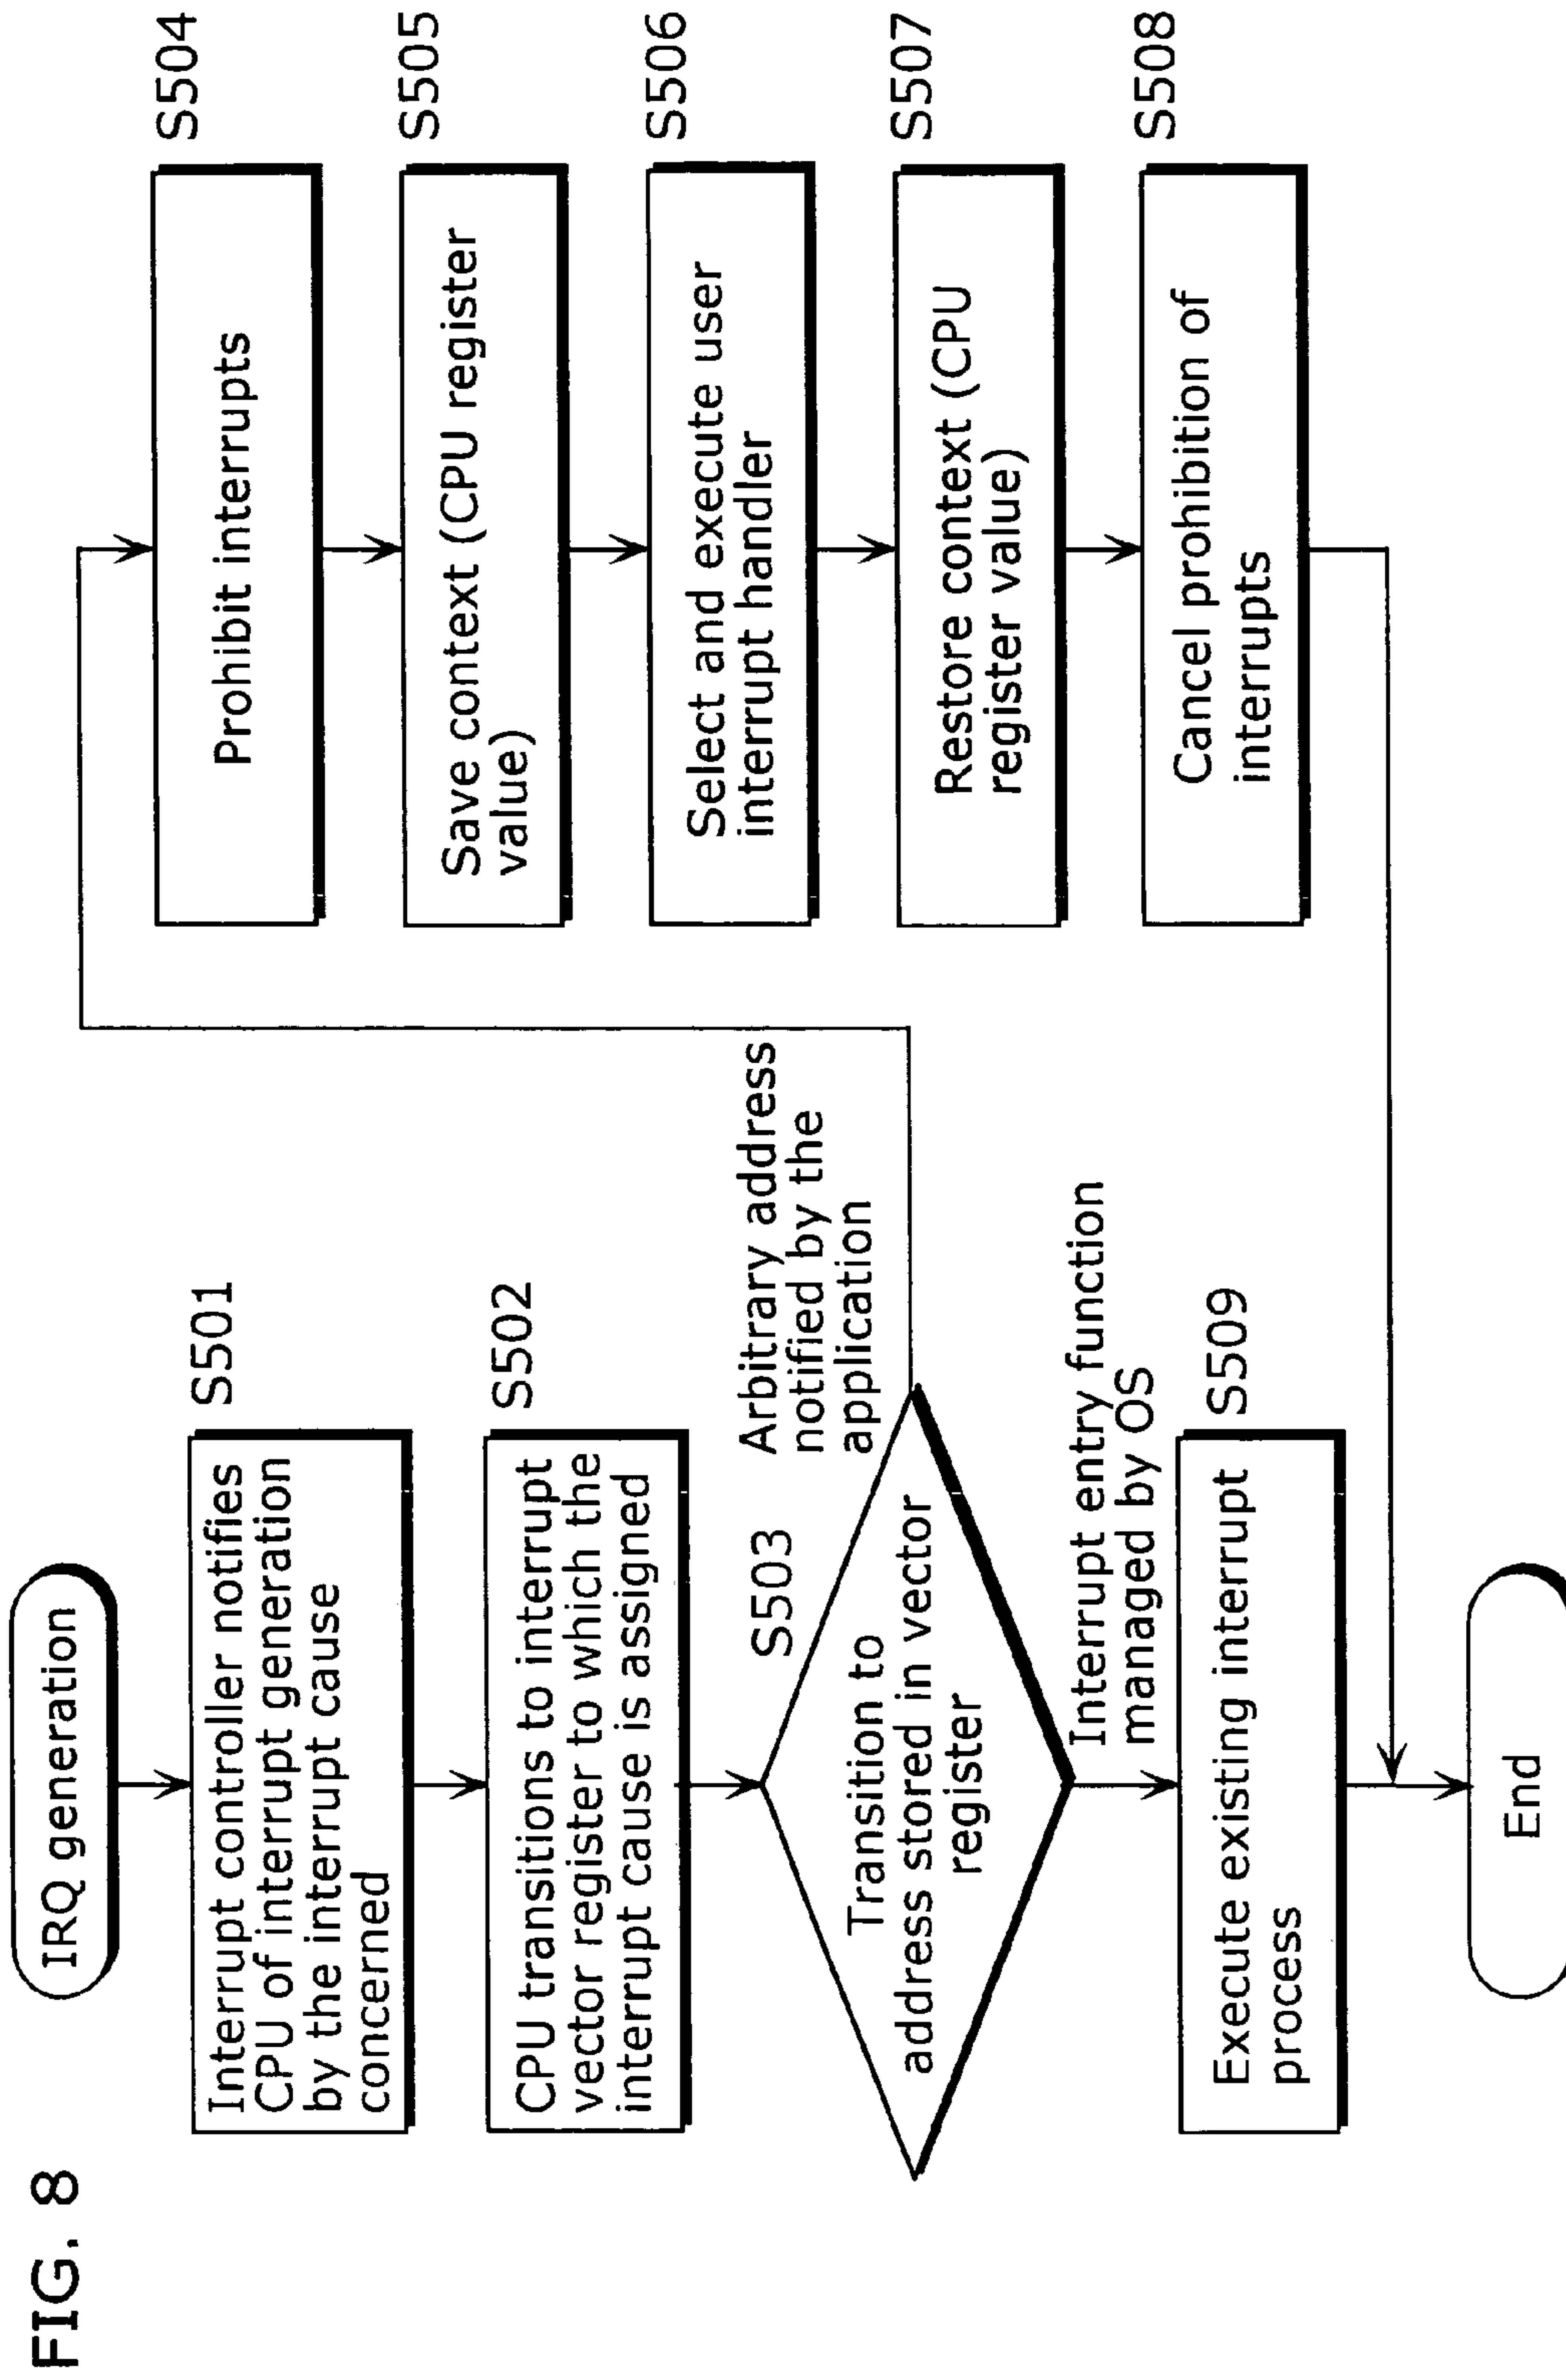 FIG. 8
IRQ generation
S501
Interrupt controller notifies
CPU of interrupt generation
by the interrupt cause
concerned
S502
CPU transitions to interrupt
vector register to which the
interrupt cause is assigned
S503
Transition to
address stored in vector
register
Arbitrary address
notified by the
application
Interrupt entry function
managed by OS
S509
Execute existing interrupt
process
End
S504
Prohibit interrupts
S505
Save context (CPU register
value)
S506
Select and execute user
interrupt handler
S507
Restore context (CPU
register value)
S508
Cancel prohibition of
interrupts